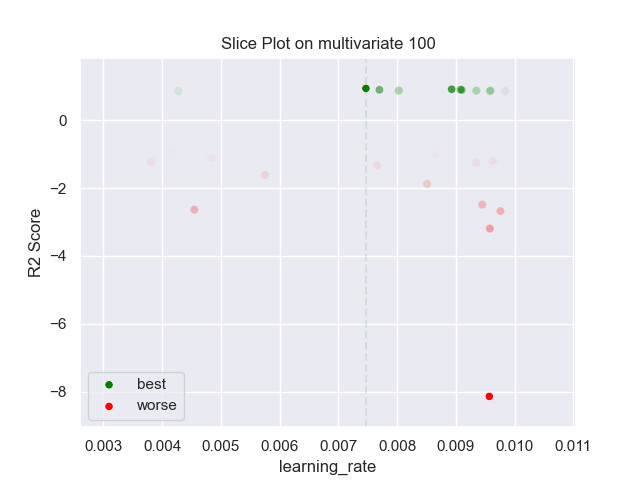 Slice Plot on multivariate 100
R2 Score
0
−2
−4
−6
−8
best
worse
0.003 0.004 0.005 0.006 0.007 0.008 0.009 0.010 0.011
learning_rate